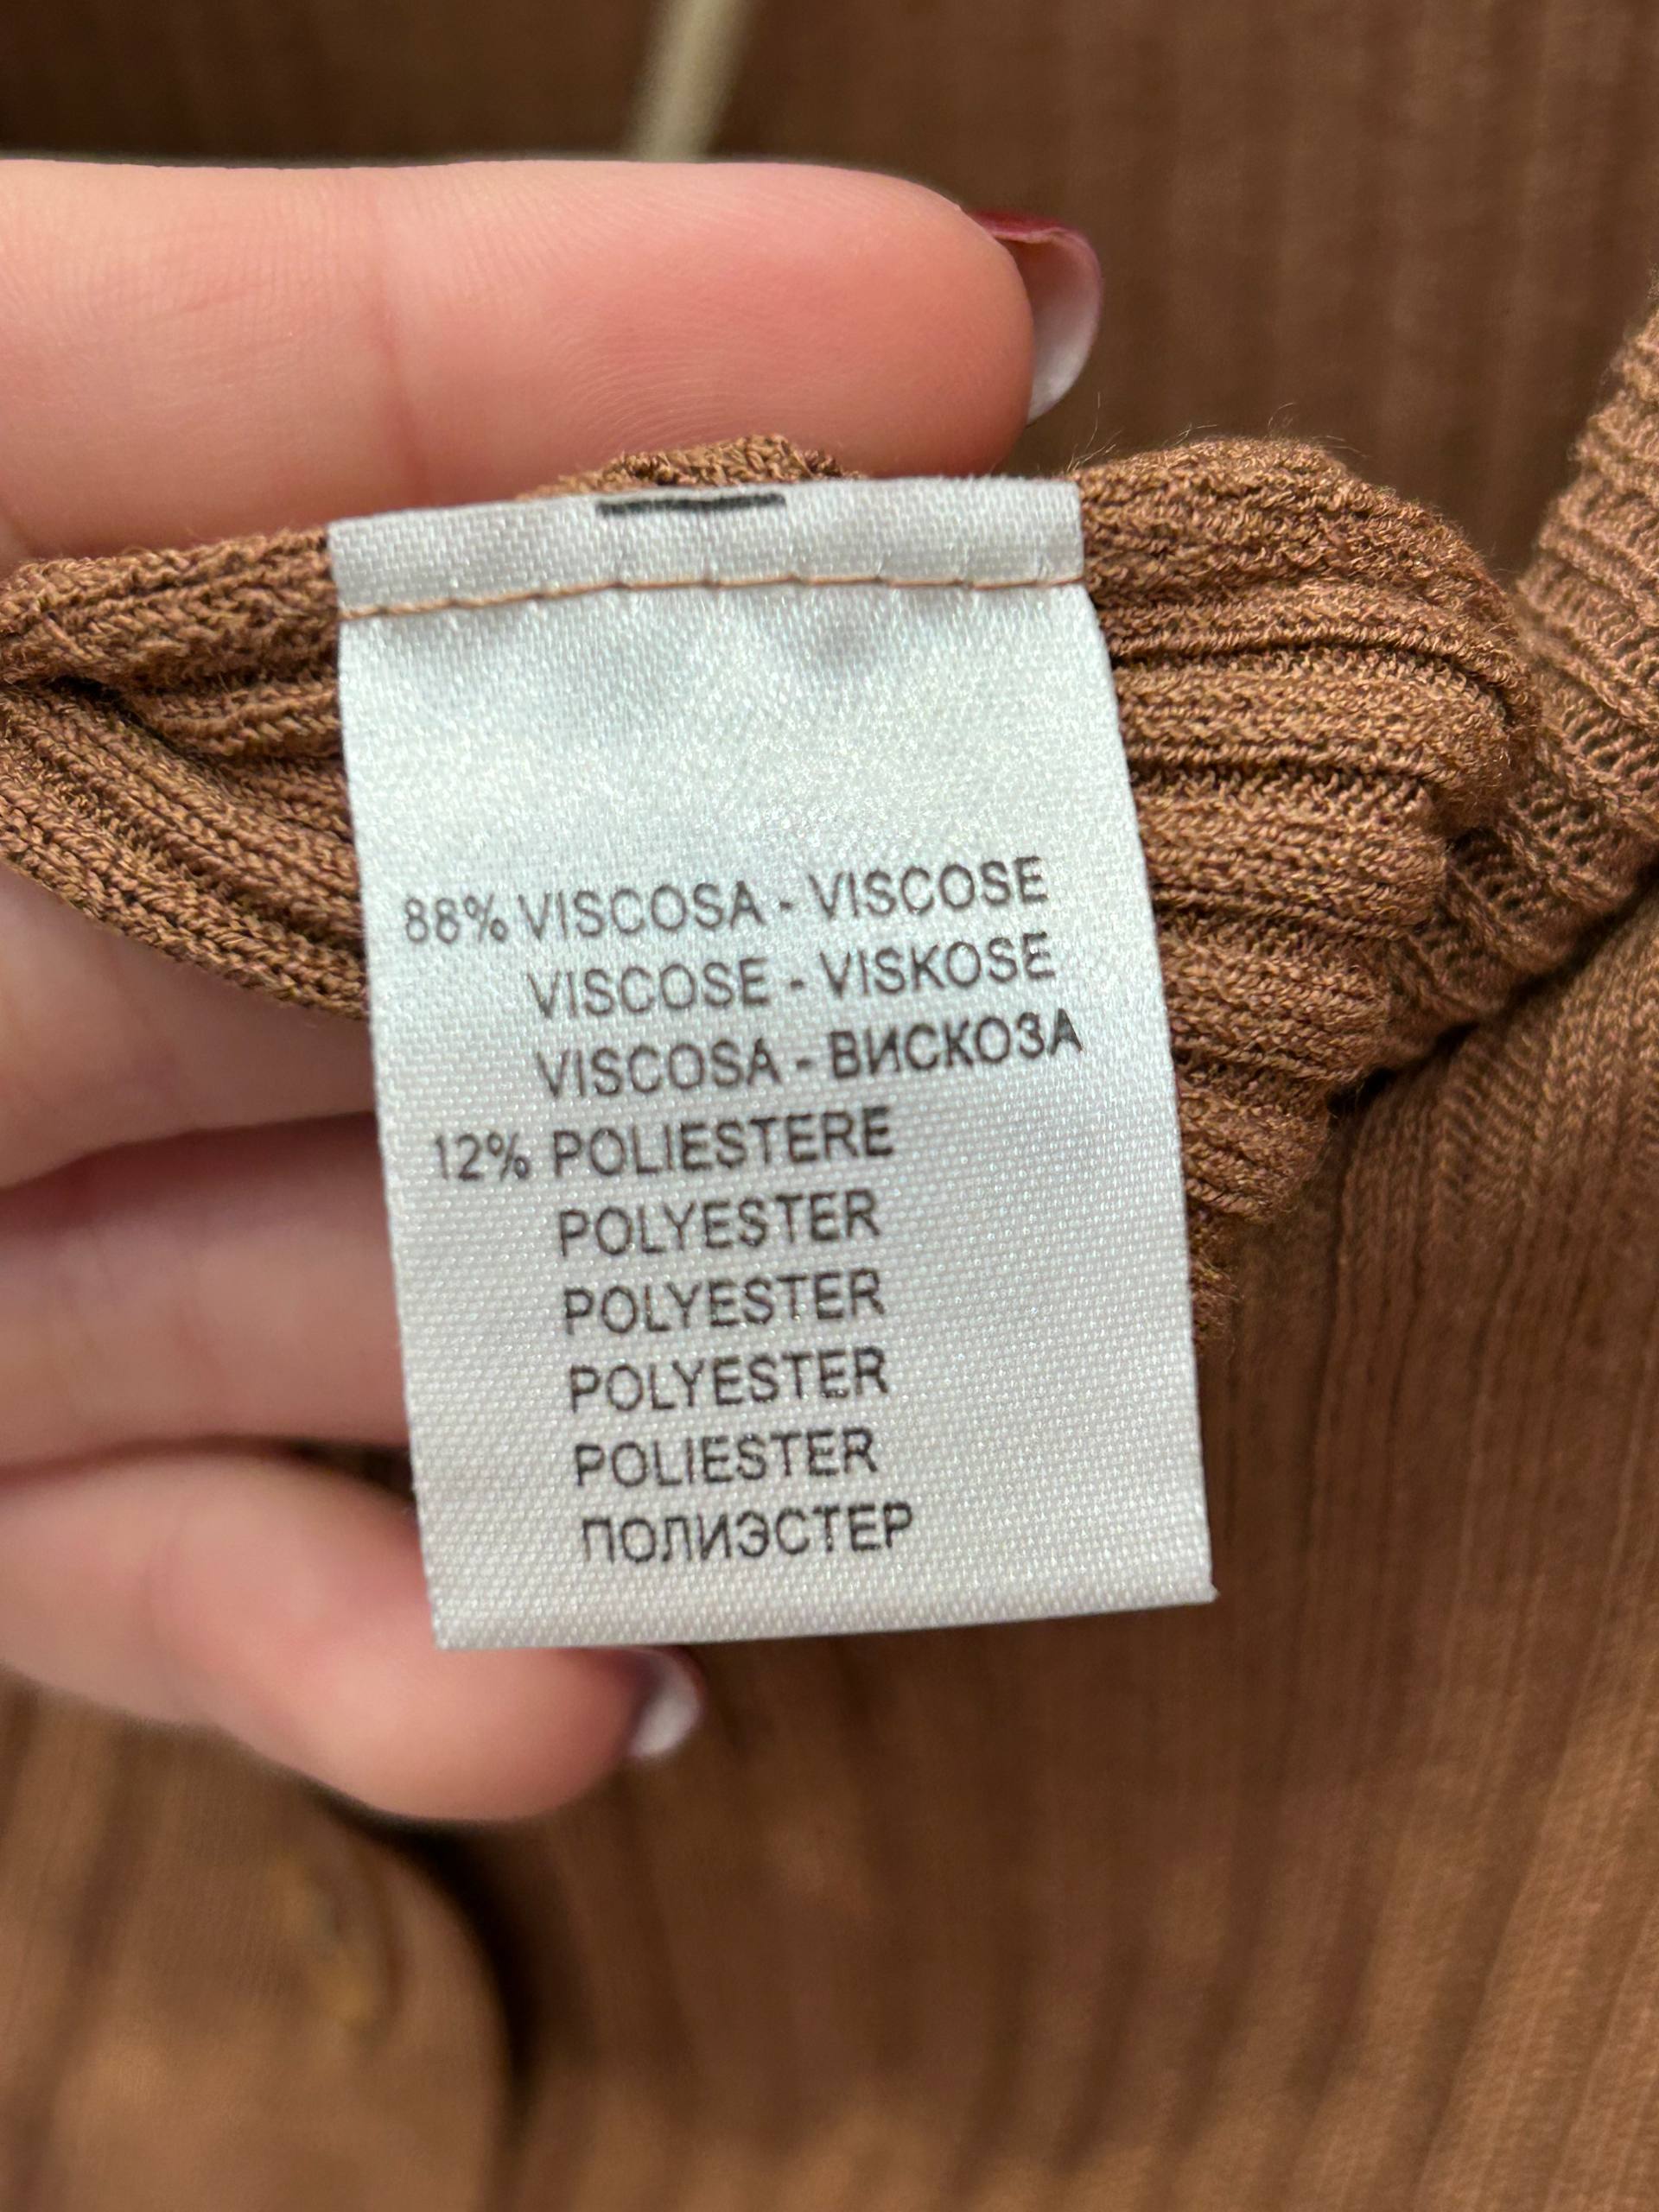 88% VISCOSA - VISCOSE
VISCOSE - VISKOSE
VISCOSA - ВИСКОЗА
12% POLIESTERE
POLYESTER
POLYESTER
POLYESTER
POLIESTER
ПОЛИЭСТЕР